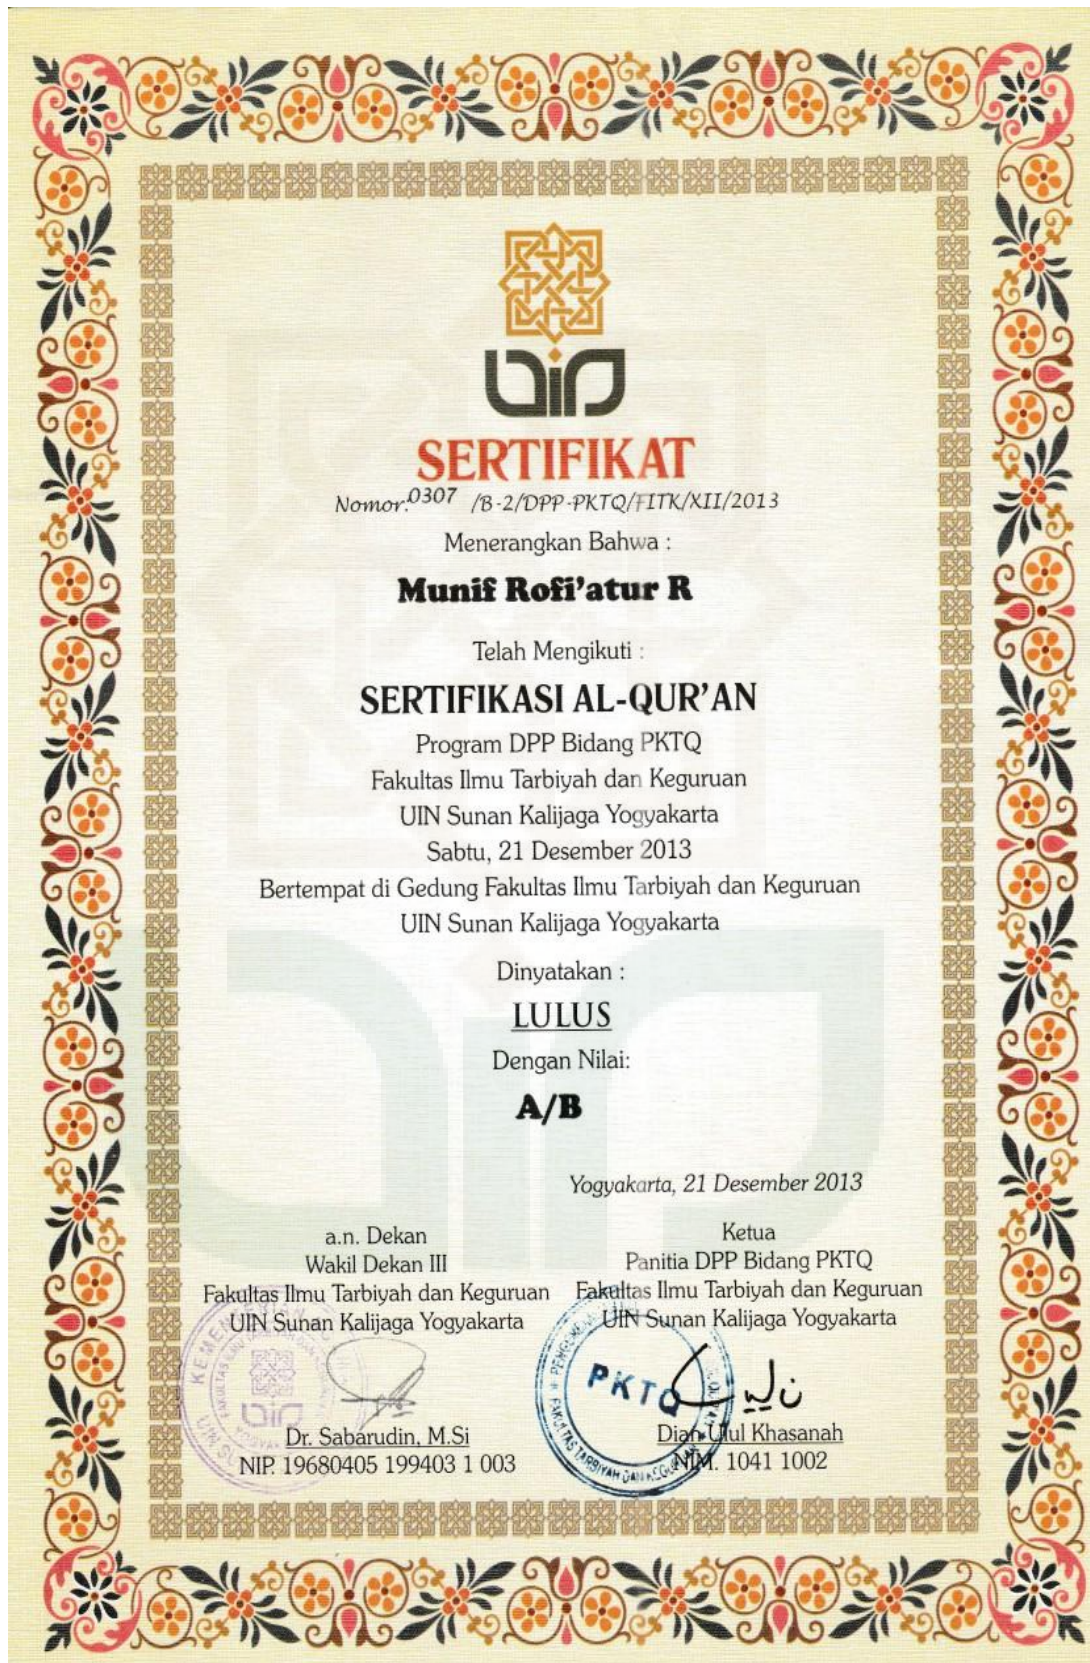 uin
SERTIFIKAT
Nomor:0307 /B-2/DPP-PKTQ/FITK/XII/2013
Menerangkan Bahwa :
Munif Rofi'atur R
Telah Mengikuti :
SERTIFIKASI AL-QUR'AN
Program DPP Bidang PKTQ
Fakultas Ilmu Tarbiyah dan Keguruan
UIN Sunan Kalijaga Yogyakarta
Sabtu, 21 Desember 2013
Bertempat di Gedung Fakultas Ilmu Tarbiyah dan Keguruan
UIN Sunan Kalijaga Yogyakarta
Dinyatakan :
LULUS
Dengan Nilai:
A/B
Yogyakarta, 21 Desember 2013
a.n. Dekan
Wakil Dekan III
Fakultas Ilmu Tarbiyah dan Keguruan
UIN Sunan Kalijaga Yogyakarta
Dr. Sabarudin, M.Si
NIP. 19680405 199403 1 003
Ketua
Panitia DPP Bidang PKTQ
Fakultas Ilmu Tarbiyah dan Keguruan
UIN Sunan Kalijaga Yogyakarta
PKTQ
FAKULTAS TARBIYAH DAN KEGURUAN
Dian Ulul Khasanah
NIM. 1041 1002